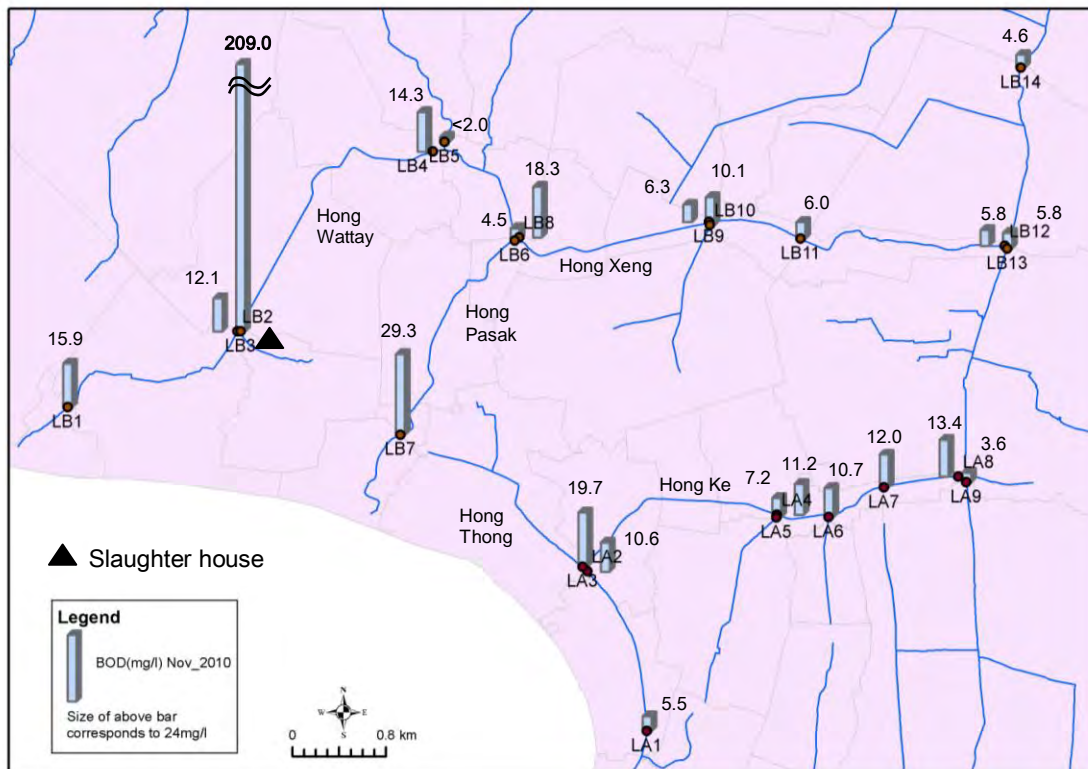 209.0
4.6
LB14
14.3
<2.0
LB4
LB5
18.3
6.3
10.1
Hong
Wattay
4.5
LB8
LB6
LB10
LB9
6.0
LB11
5.8
5.8
LB12
LB13
Hong Xeng
12.1
LB2
LB3
Hong
Pasak
15.9
LB1
29.3
LB7
13.4
3.6
LA8
LA9
12.0
LA7
7.2
11.2
10.7
LA4
LA5
LA6
Hong Ke
19.7
Hong
Thong
10.6
LA2
LA3
Slaughter house
Legend
BOD(mg/l) Nov_2010
Size of above bar
corresponds to 24mg/l
N
W
E
S
0
0.8 km
5.5
LA1